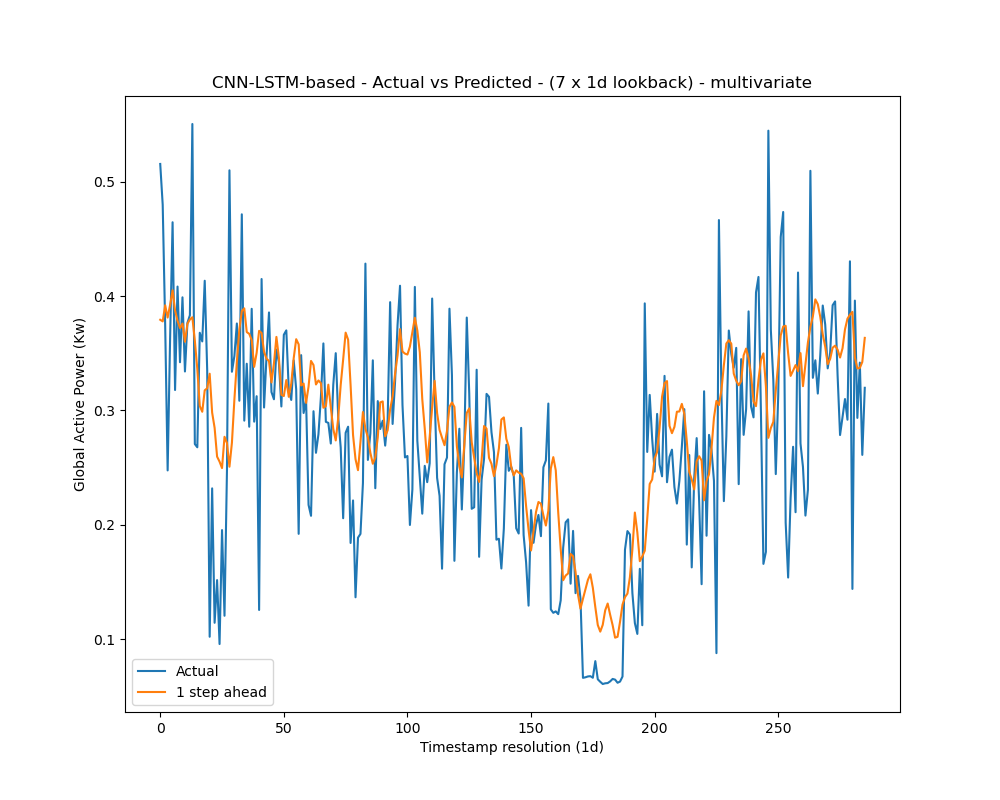 CNN-LSTM-based - Actual vs Predicted - (7 x 1d lookback) - multivariate
Global Active Power (Kw)
0.5
0.4
0.3
0.2
0.1
Actual
1 step ahead
0 50 100 150 200 250
Timestamp resolution (1d)